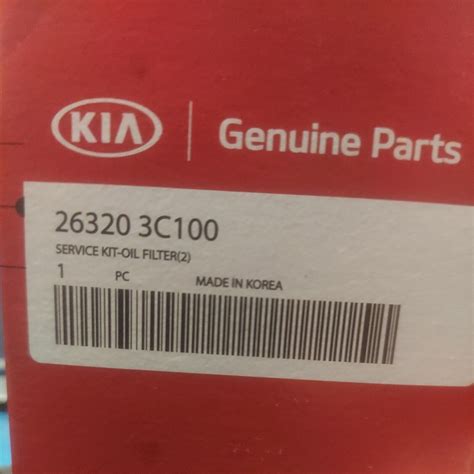 KIA Genuine Parts
26320 3C100
SERVICE KIT-OIL FILTER(2)
1 PC MADE IN KOREA